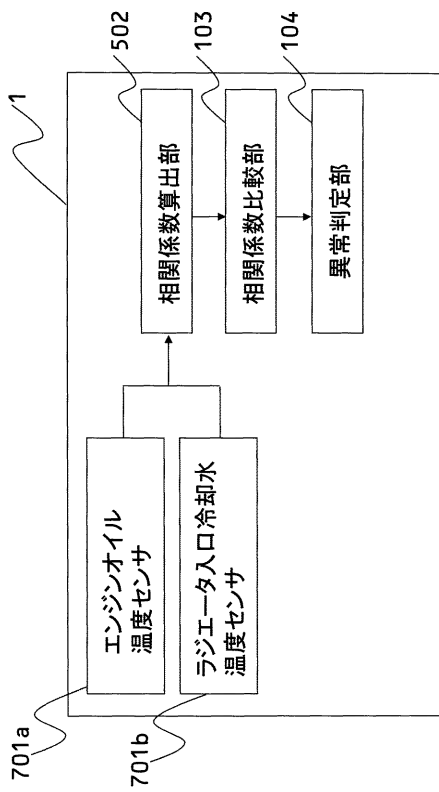 1
701a
エンジンオイル
温度センサ
701b
ラジエータ入口冷却水
温度センサ
相関係数算出部
502
相関係数比較部
103
異常判定部
104